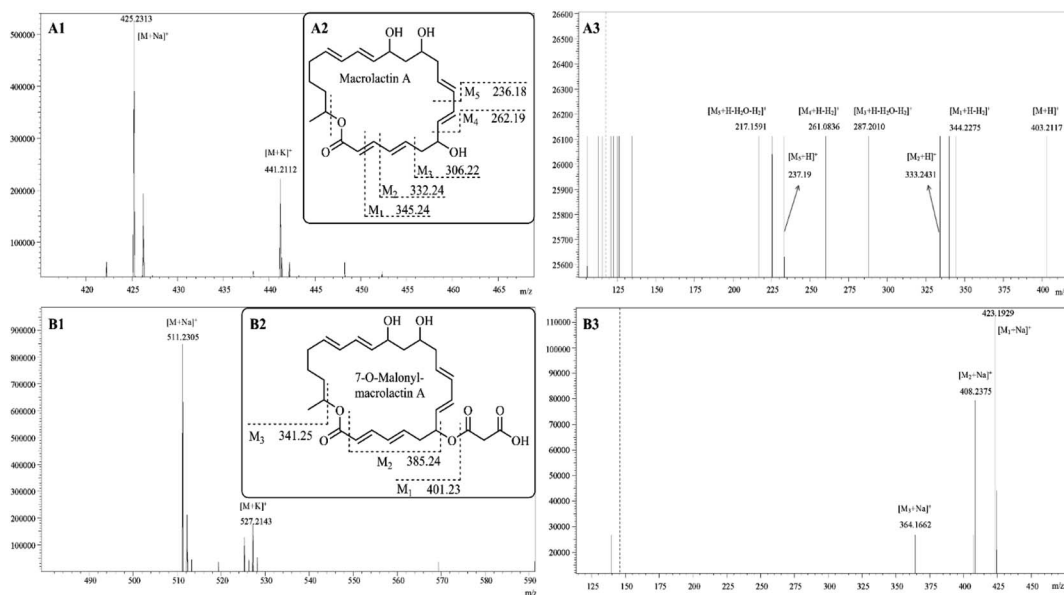 A1
425.2313
[M+Na]⁺
[M+K]⁺
441.2112
500000
400000
300000
200000
100000
420 425 430 435 440 445 450 455 460 465
m/z
A2
OH OH
Macrolactin A
O
O
OH
M₅ 236.18
M₄ 262.19
M₃ 306.22
M₂ 332.24
M₁ 345.24
A3
26600
26500
26400
26300
26200
26100
26000
25900
25800
25700
25600
[M₅+H-H₂O-H₂]⁺
217.1591
[M₄+H-H₂]⁺
261.0836
[M₃+H-H₂O-H₂]⁺
287.2010
[M₁+H-H₂]⁺
344.2275
[M+H]⁺
403.2117
[M₅-H]⁺
237.19
[M₂+H]⁺
333.2431
125 150 175 200 225 250 275 300 325 350 375 400
m/z
B1
[M+Na]⁺
511.2305
[M+K]⁺
527.2143
900000
800000
700000
600000
500000
400000
300000
200000
100000
490 500 510 520 530 540 550 560 570 580 590
m/z
B2
OH OH
7-O-Malonyl-
macrolactin A
O
O
O
O
O
OH
M₃ 341.25
M₂ 385.24
M₁ 401.23
B3
423.1929
[M₁-Na]⁺
[M₂+Na]⁺
408.2375
[M₃+Na]⁺
364.1662
110000
100000
90000
80000
70000
60000
50000
40000
30000
20000
125 150 175 200 225 250 275 300 325 350 375 400 425 450
m/z